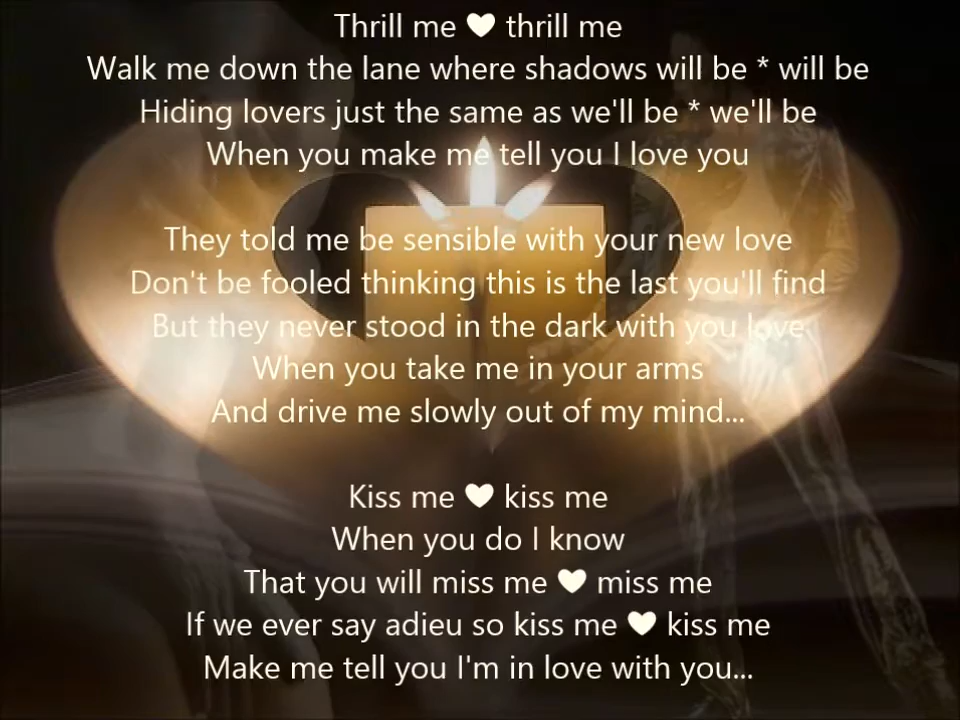 Thrill me ♥ thrill me
Walk me down the lane where shadows will be * will be
Hiding lovers just the same as we'll be * we'll be
When you make me tell you I love you
They told me be sensible with your new love
Don't be fooled thinking this is the last you'll find
But they never stood in the dark with you love
When you take me in your arms
And drive me slowly out of my mind...
Kiss me ♥ kiss me
When you do I know
That you will miss me ♥ miss me
If we ever say adieu so kiss me ♥ kiss me
Make me tell you I'm in love with you...